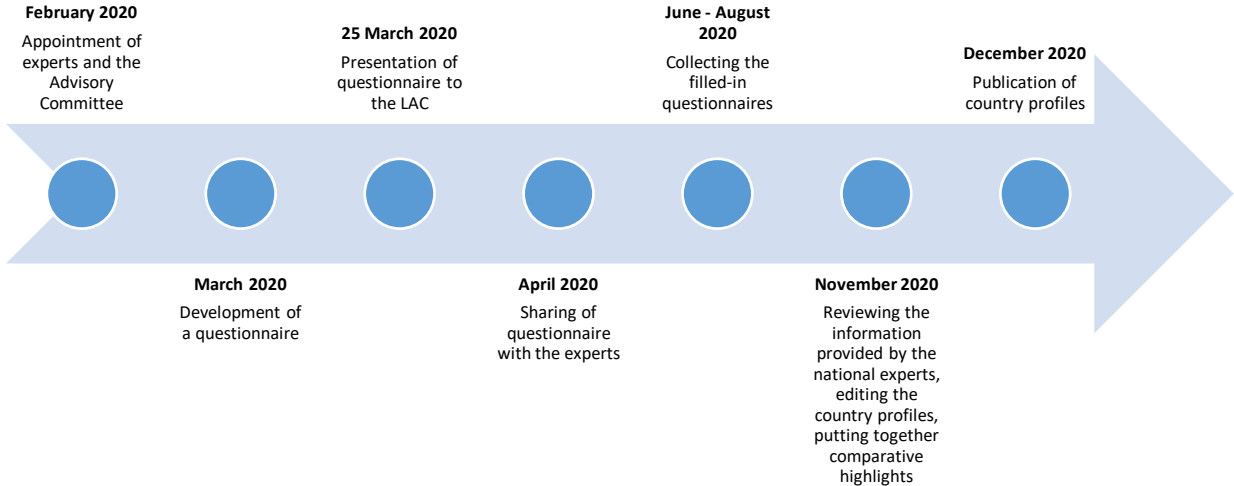 February 2020
Appointment of
experts and the
Advisory
Committee
March 2020
Development of
a questionnaire
25 March 2020
Presentation of
questionnaire to
the LAC
April 2020
Sharing of
questionnaire
with the experts
June - August
2020
Collecting the
filled-in
questionnaires
November 2020
Reviewing the
information
provided by the
national experts,
editing the
country profiles,
putting together
comparative
highlights
December 2020
Publication of
country profiles